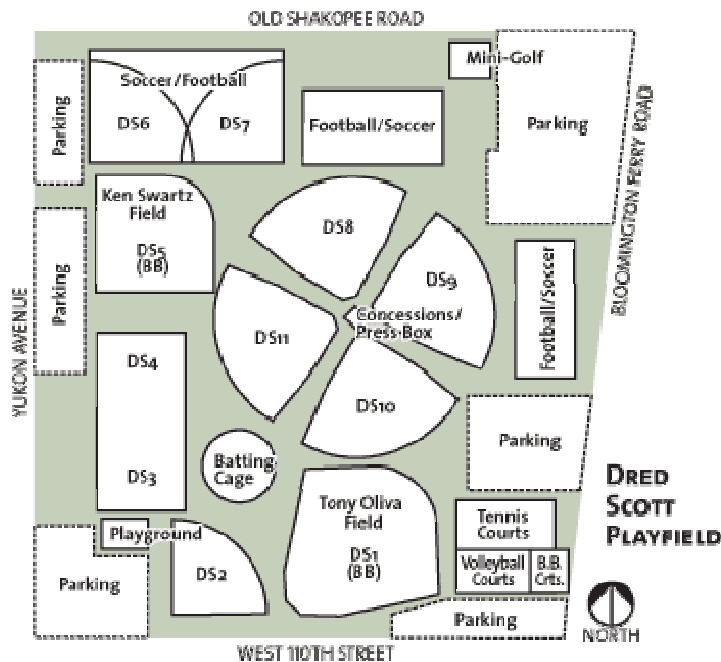 OLD SHAKOPEE ROAD
Mini-Golf
Soccer/Football
DS6
DS7
Parking
Football/Soccer
Parking
BLOOMINGTON FERRY ROAD
Ken Swartz
Field
DS5
(BB)
DS8
DS9
Parking
YUKON AVENUE
Football/Soccer
Concessions/
Press Box
DS11
DS4
DS10
Parking
Batting
Cage
DS3
DRED
SCOTT
PLAYFIELD
Tony Oliva
Field
DS1
(BB)
Tennis
Courts
Playground
Volleyball
Courts
B.B.
Crts.
DS2
Parking
Parking
NORTH
WEST 110TH STREET